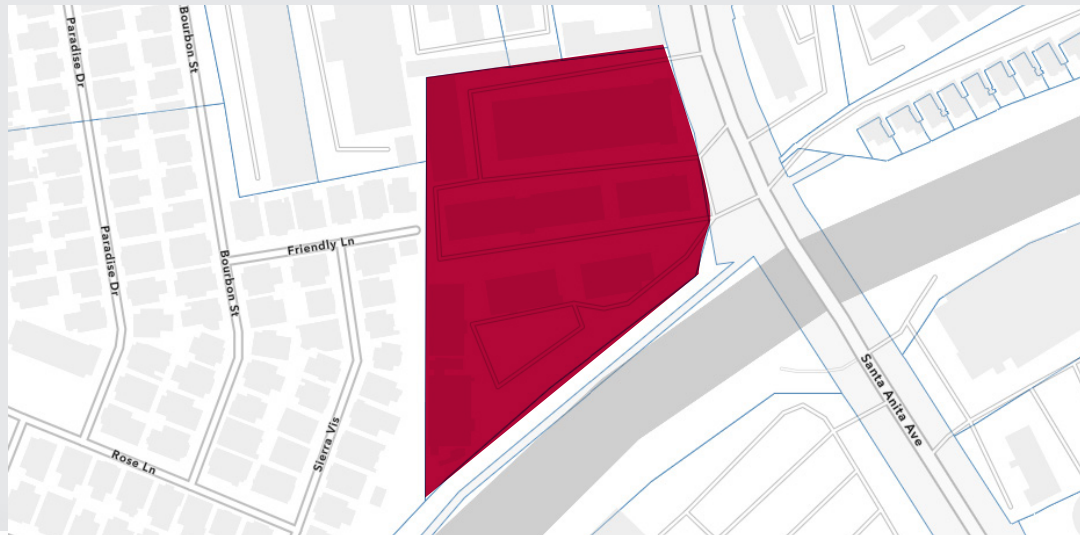 Paradise Dr
Bourbon St
Friendly Ln
Paradise Dr
Bourbon St
Santa Anita Ave
Sierra Vis
Rose Ln